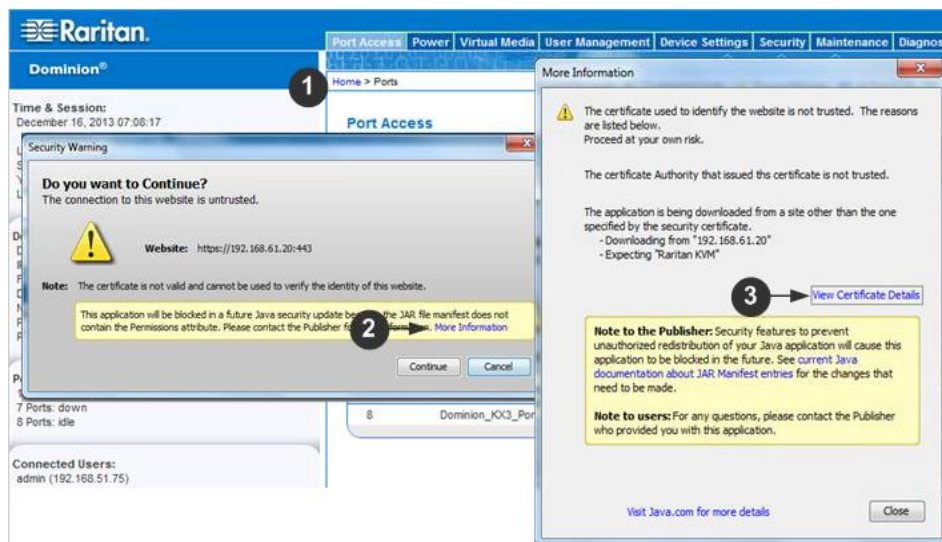 Raritan.
Port Access Power Virtual Media User Management Device Settings Security Maintenance Diagnos
Dominion®
1
Home > Ports
Time & Session:
December 16, 2013 07:08:17
Port Access
Security Warning
Do you want to Continue?
The connection to this website is untrusted.
Website: https://192.168.61.20:443
Note: The certificate is not valid and cannot be used to verify the identity of this website.
This application will be blocked in a future Java security update the JAR file manifest does not
contain the Permissions attribute. Please contact the Publisher 2 More Information
Continue Cancel
7 Ports: down
8 Ports: idle
8 Dominion_KX3_Por
Connected Users:
admin (192.168.51.75)
More Information
The certificate used to identify the website is not trusted. The reasons
are listed below.
Proceed at your own risk.
The certificate Authority that issued ths certificate is not trusted.
The application is being downloaded from a site other than the one
specified by the security certificate.
- Downloading from "192.168.61.20"
- Expecting "Raritan KVM"
3 View Certificate Details
Note to the Publisher: Security features to prevent
unauthorized redistribution of your Java application will cause this
application to be blocked in the future. See current Java
documentation about JAR Manifest entries for the changes that
need to be made.
Note to users: For any questions, please contact the Publisher
who provided you with this application.
Visit Java.com for more details
Close